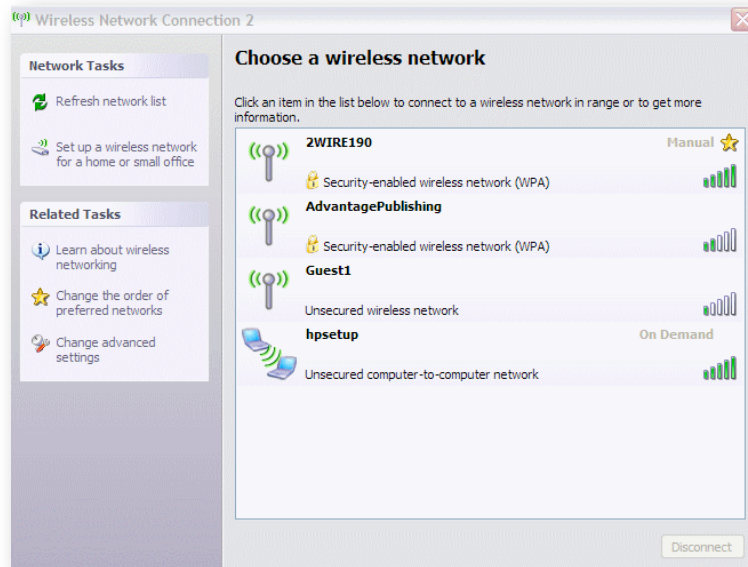 Wireless Network Connection 2
Network Tasks
Refresh network list
Set up a wireless network
for a home or small office
Related Tasks
Learn about wireless
networking
Change the order of
preferred networks
Change advanced
settings
Choose a wireless network
Click an item in the list below to connect to a wireless network in range or to get more
information.
2WIRE190
Manual
Security-enabled wireless network (WPA)
AdvantagePublishing
Security-enabled wireless network (WPA)
Guest1
Unsecured wireless network
hpsetup
On Demand
Unsecured computer-to-computer network
Disconnect